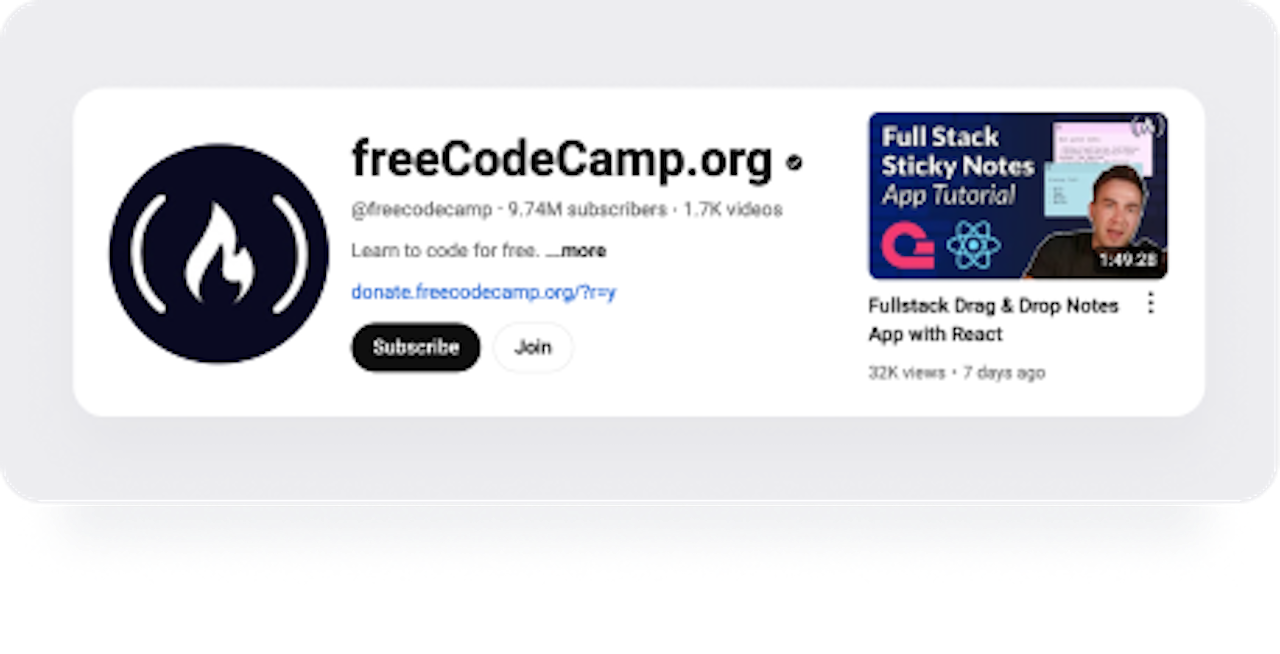 freeCodeCamp.org
@freecodecamp · 9.74M subscribers · 1.7K videos
Learn to code for free. ...more
donate.freecodecamp.org/?r=y
Subscribe
Join
Full Stack
Sticky Notes
App Tutorial
1:49:28
Fullstack Drag & Drop Notes
App with React
32K views · 7 days ago